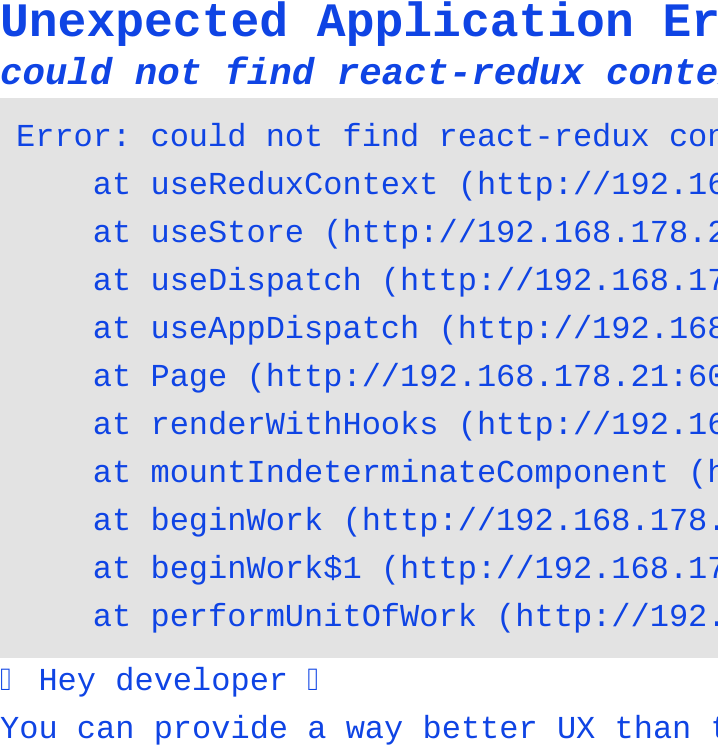 Unexpected Application Er
could not find react-redux conte
Error: could not find react-redux con
at useReduxContext (http://192.16
at useStore (http://192.168.178.2
at useDispatch (http://192.168.17
at useAppDispatch (http://192.168
at Page (http://192.168.178.21:60
at renderWithHooks (http://192.16
at mountIndeterminateComponent (h
at beginWork (http://192.168.178.
at beginWork$1 (http://192.168.17
at performUnitOfWork (http://192.
Hey developer
You can provide a way better UX than t